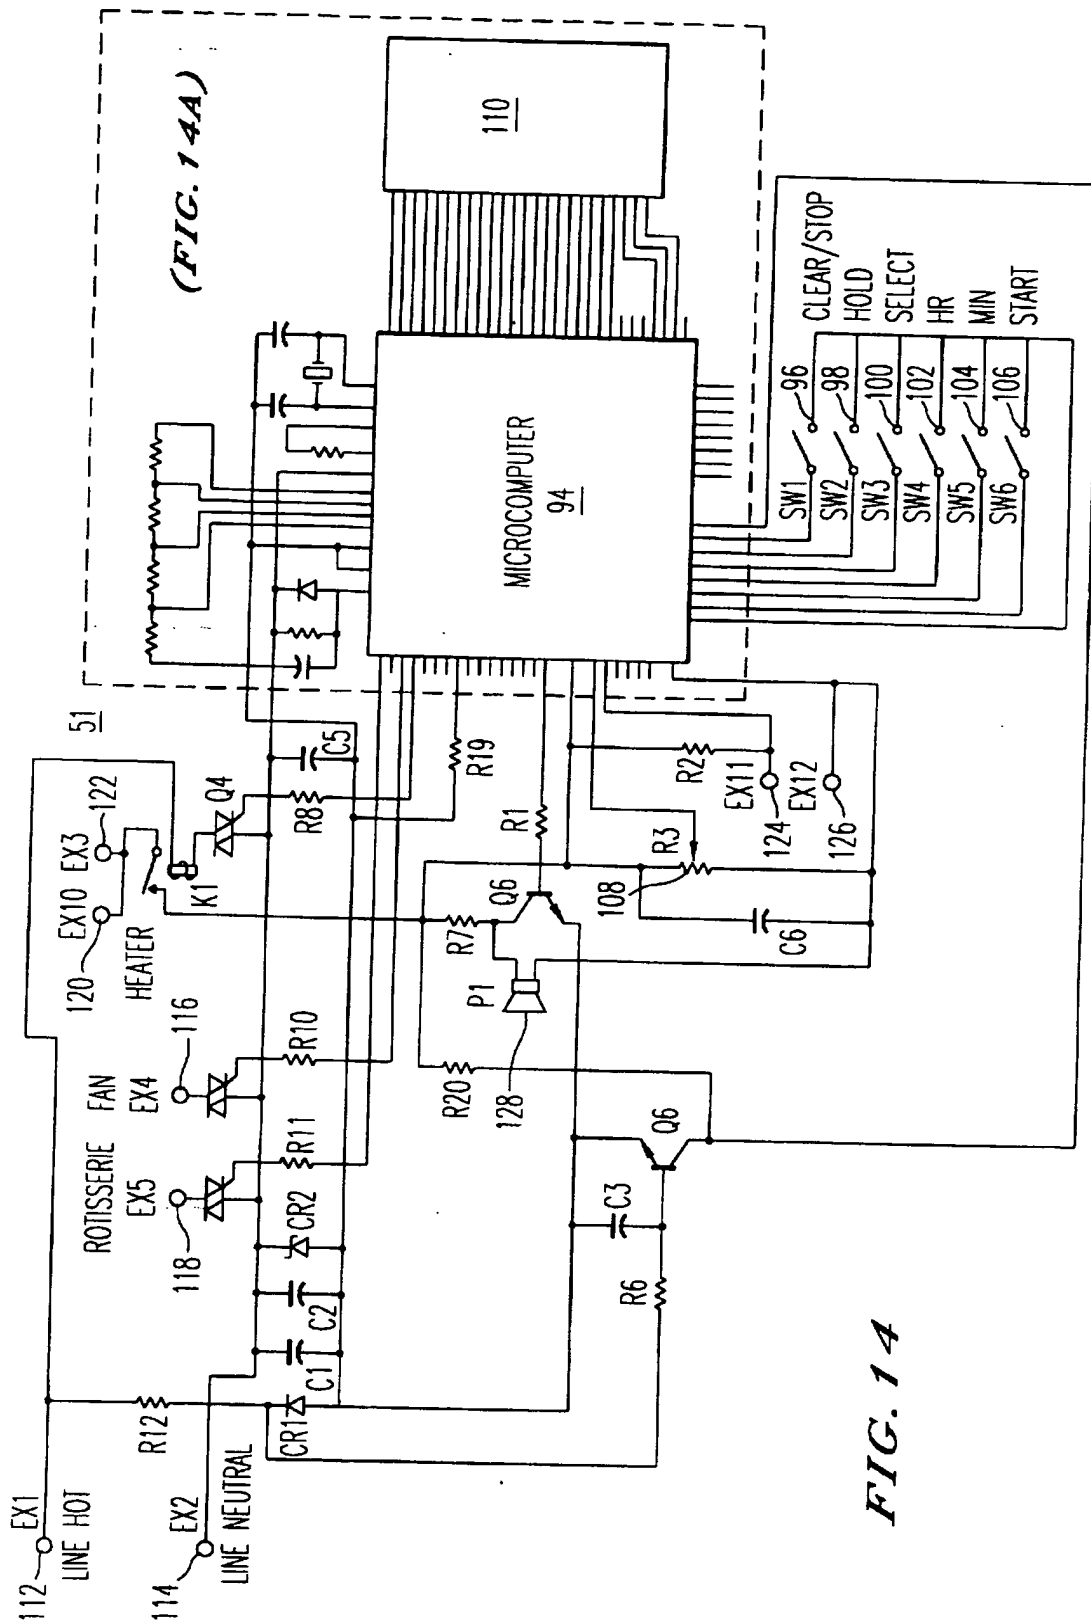 (FIG. 14A)
110
MICROCOMPUTER
94
51
CLEAR/STOP
HOLD
SELECT
HR
MIN
START
96
98
100
102
104
106
SW1
SW2
SW3
SW4
SW5
SW6
112
EX1
LINE HOT
114
EX2
LINE NEUTRAL
R12
CR1
C1
C2
CR2
ROTISSERIE
EX5
118
R11
FAN
EX4
116
R10
HEATER
120
EX10
EX3
122
K1
Q4
R8
C5
R19
R1
Q6
R7
P1
128
R20
Q6
C3
R6
C6
108
R3
R2
EX11
124
EX12
126
FIG. 14